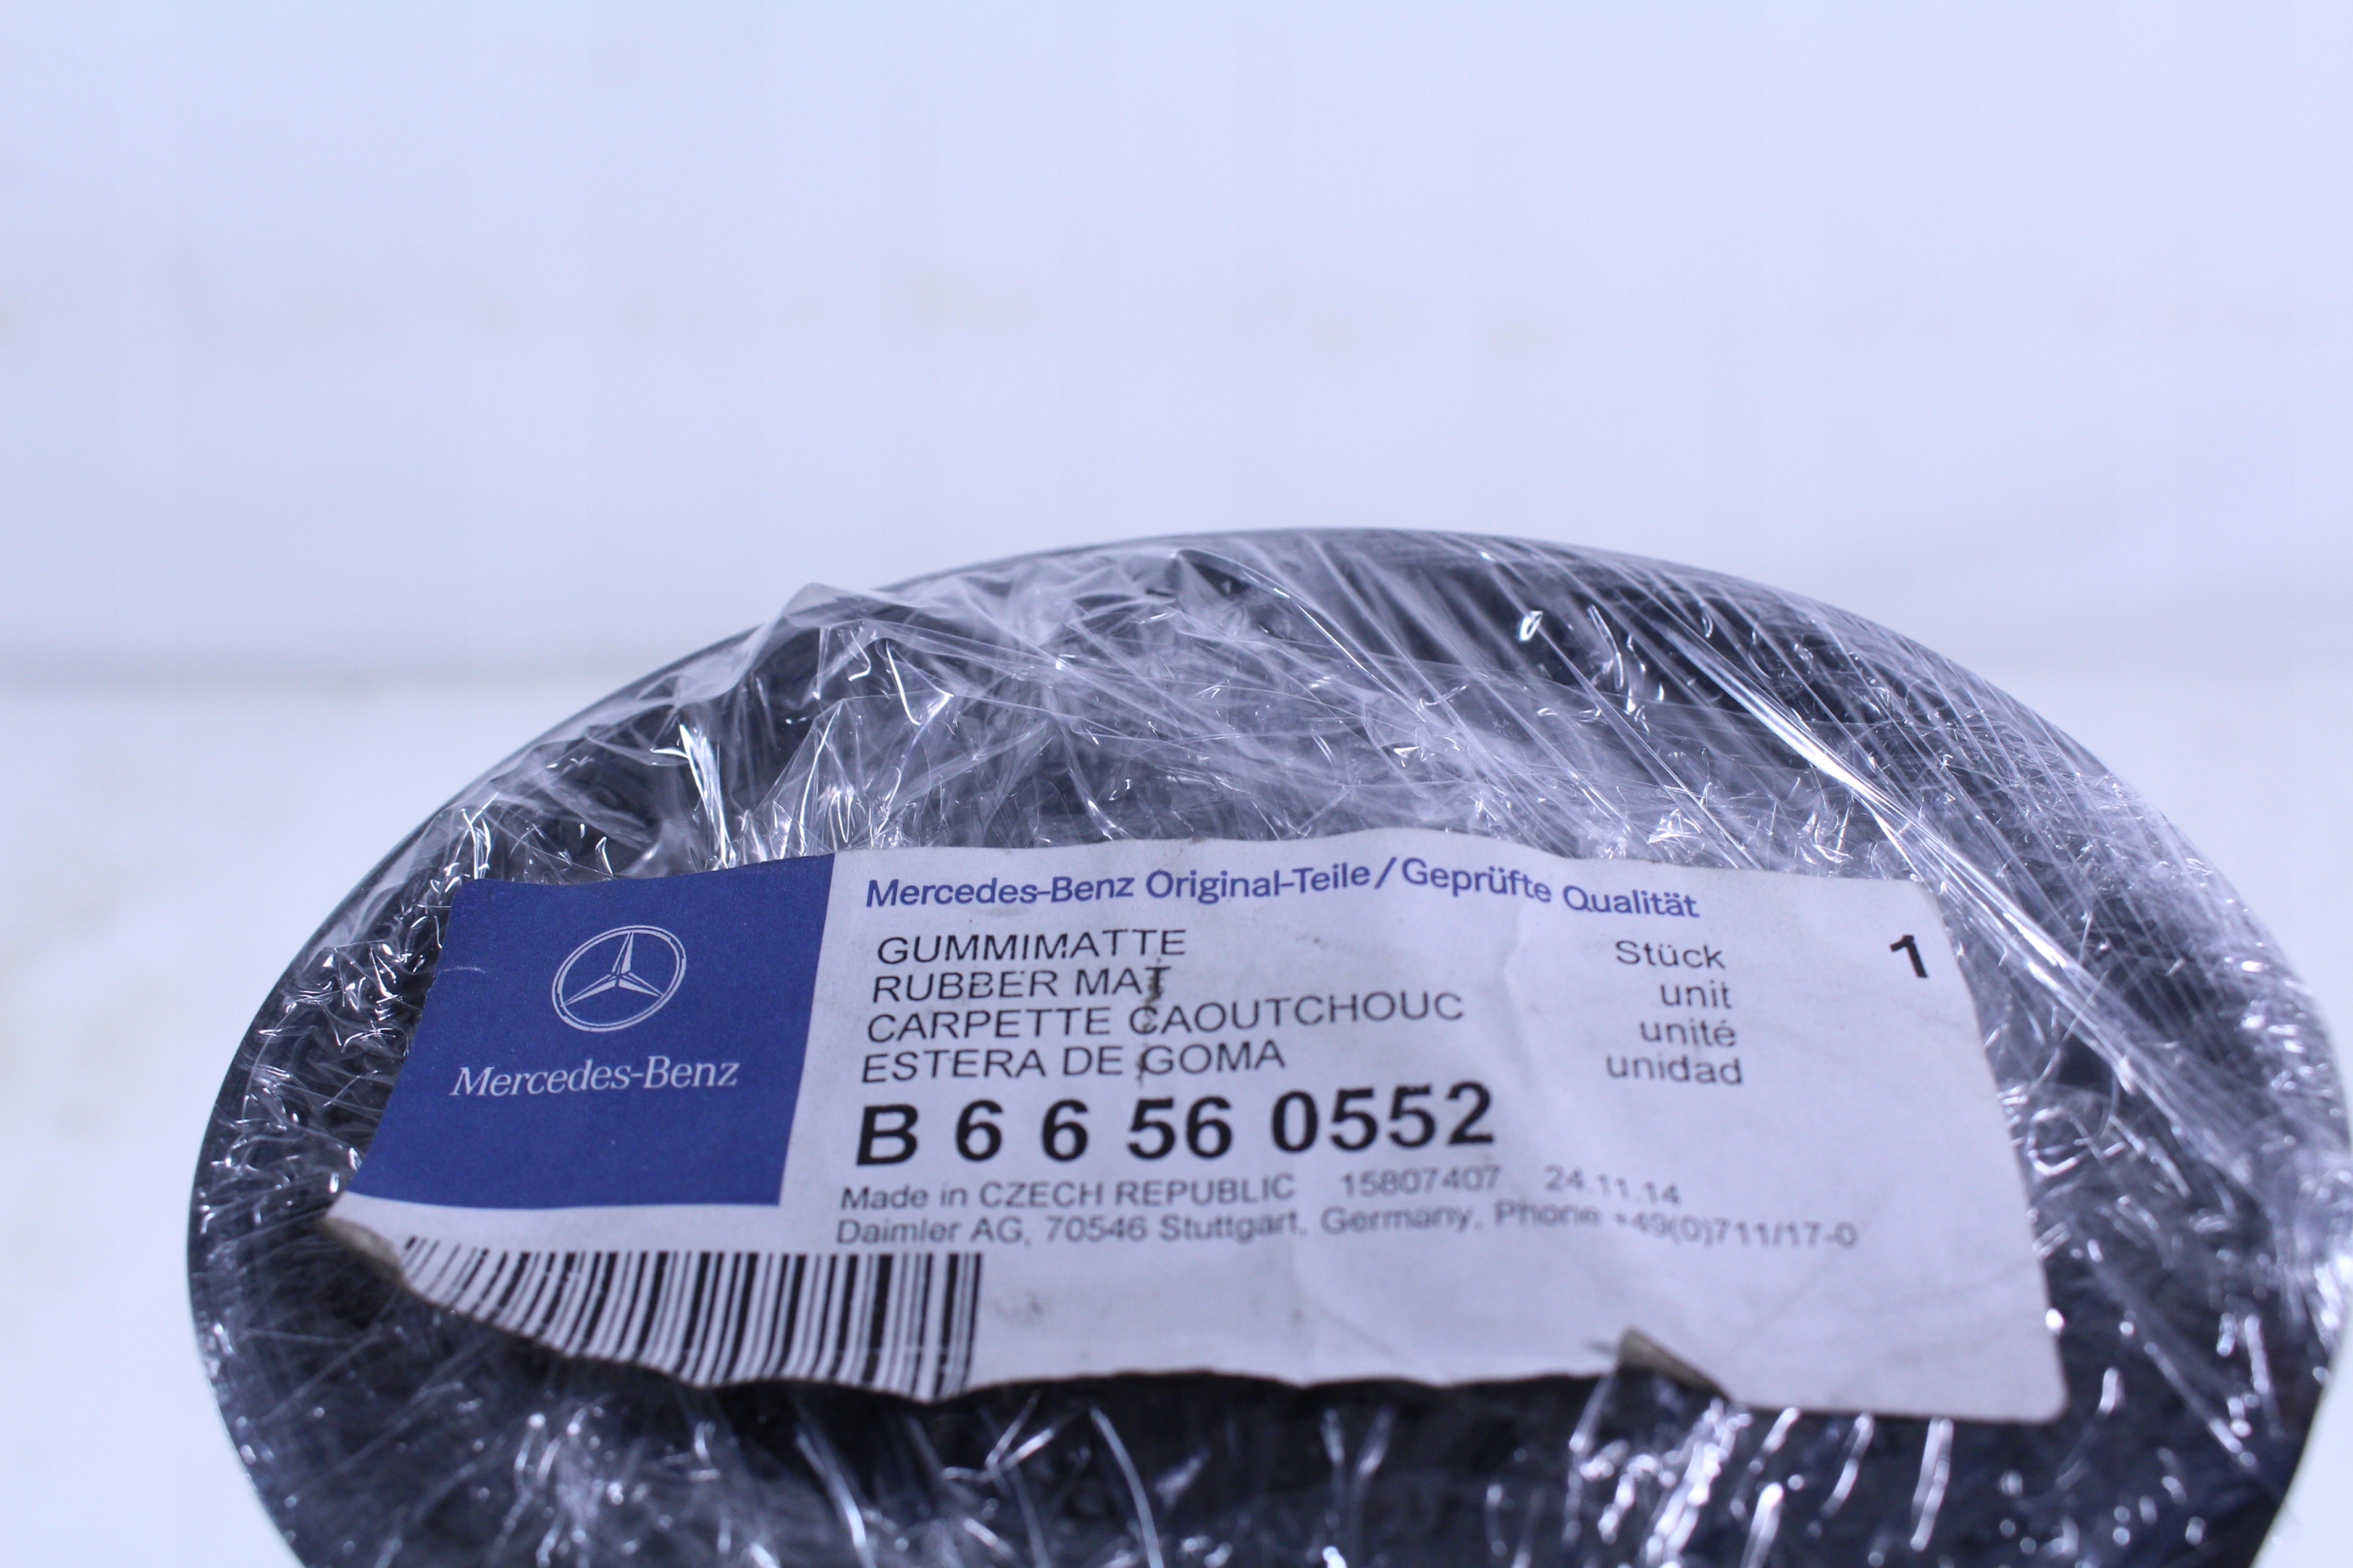 Mercedes-Benz
Mercedes-Benz Original-Teile/Geprüfte Qualität
GUMMIMATTE Stück 1
RUBBER MAT unit
CARPETTE CAOUTCHOUC unité
ESTERA DE GOMA unidad
B 6 6 56 0552
Made in CZECH REPUBLIC 15807407 24.11.14
Daimler AG, 70546 Stuttgart, Germany, Phone +49(0)711/17-0